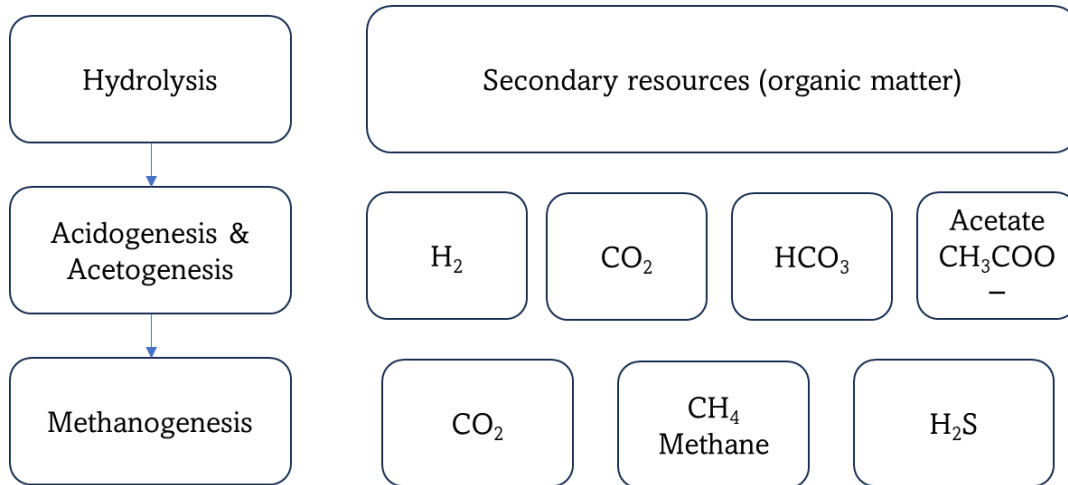 Hydrolysis
Secondary resources (organic matter)
Acidogenesis &
Acetogenesis
H₂
CO₂
HCO₃
Acetate
CH₃COO
–
Methanogenesis
CO₂
CH₄
Methane
H₂S